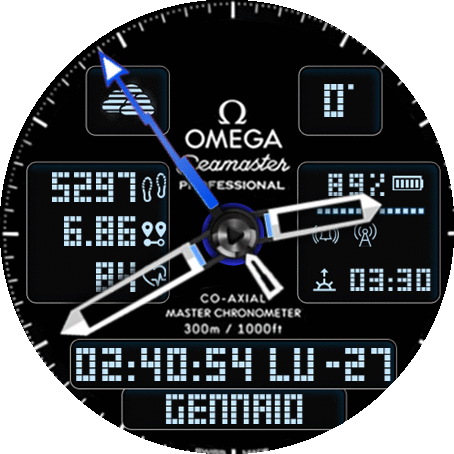 0°
Ω
OMEGA
Seamaster
PROFESSIONAL
5297
89%
6.86
84
03:30
CO-AXIAL
MASTER CHRONOMETER
300m / 1000ft
02:40:54 LU -27
GENNAIO